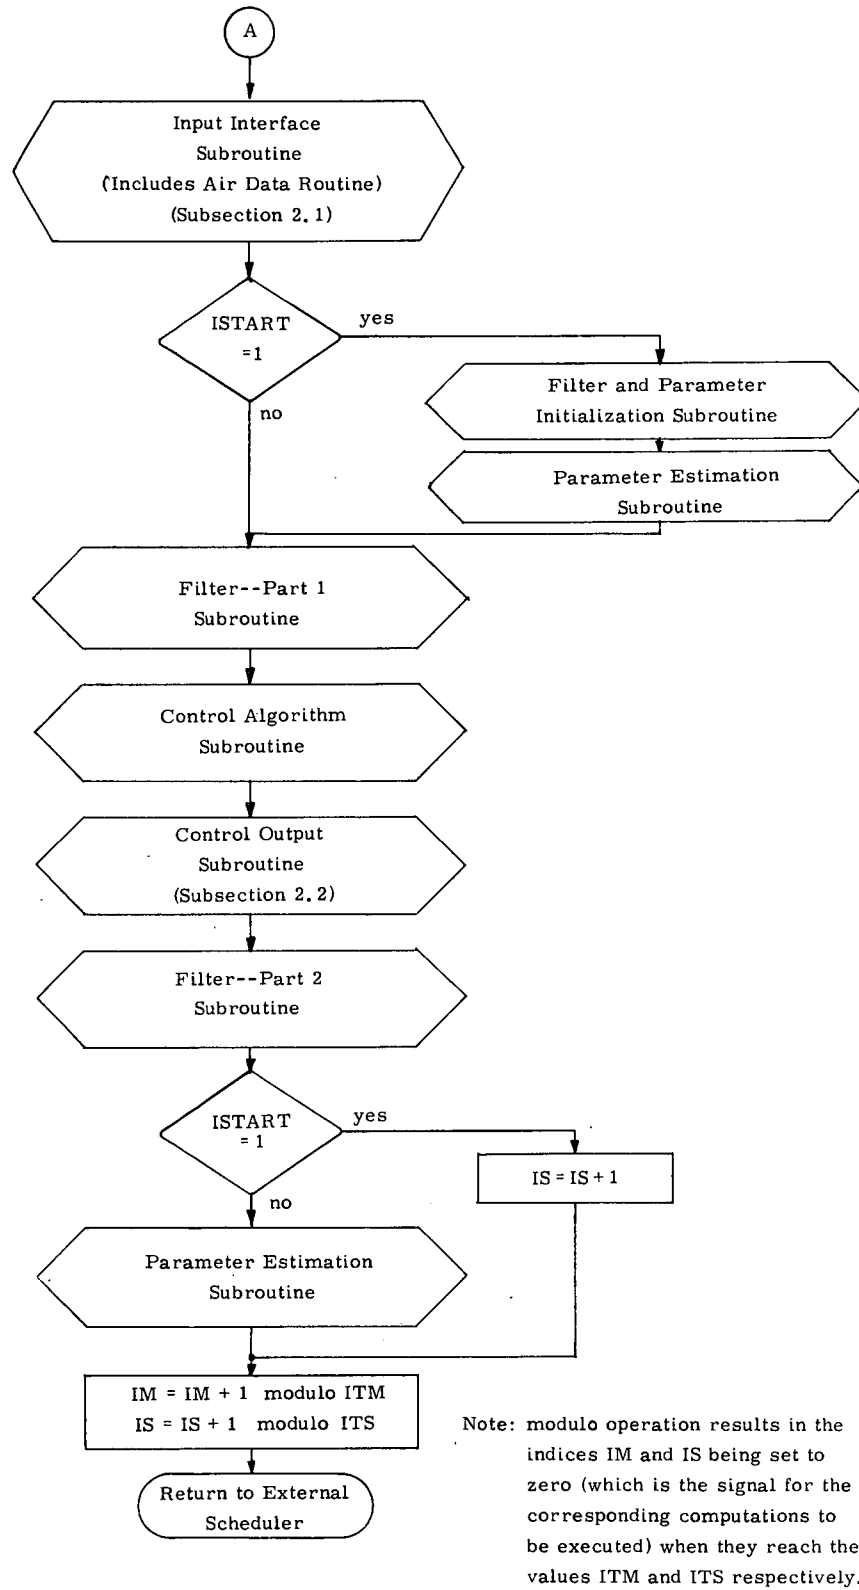 A
Input Interface
Subroutine
(Includes Air Data Routine)
(Subsection 2.1)
ISTART
=1
yes
no
Filter and Parameter
Initialization Subroutine
Parameter Estimation
Subroutine
Filter--Part 1
Subroutine
Control Algorithm
Subroutine
Control Output
Subroutine
(Subsection 2.2)
Filter--Part 2
Subroutine
ISTART
= 1
yes
IS = IS + 1
no
Parameter Estimation
Subroutine
IM = IM + 1 modulo ITM
IS = IS + 1 modulo ITS
Return to External
Scheduler
Note: modulo operation results in the
indices IM and IS being set to
zero (which is the signal for the
corresponding computations to
be executed) when they reach the
values ITM and ITS respectively.